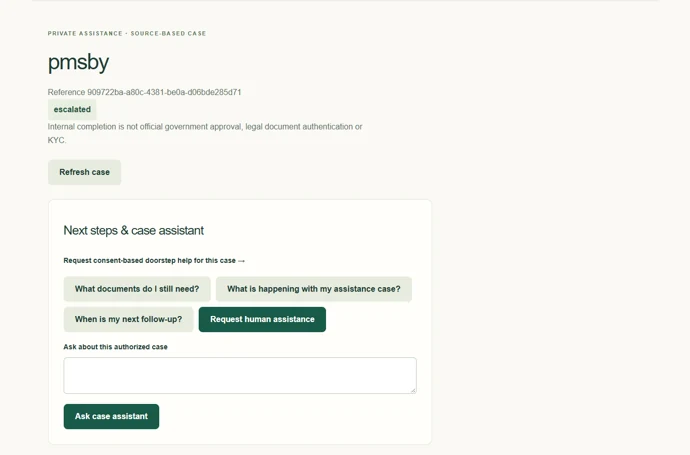 PRIVATE ASSISTANCE · SOURCE-BASED CASE
pmsby
Reference 909722ba-a80c-4381-be0a-d06bde285d71
escalated
Internal completion is not official government approval, legal document authentication or
KYC.
Refresh case
Next steps & case assistant
Request consent-based doorstep help for this case →
What documents do I still need?
What is happening with my assistance case?
When is my next follow-up?
Request human assistance
Ask about this authorized case
Ask case assistant